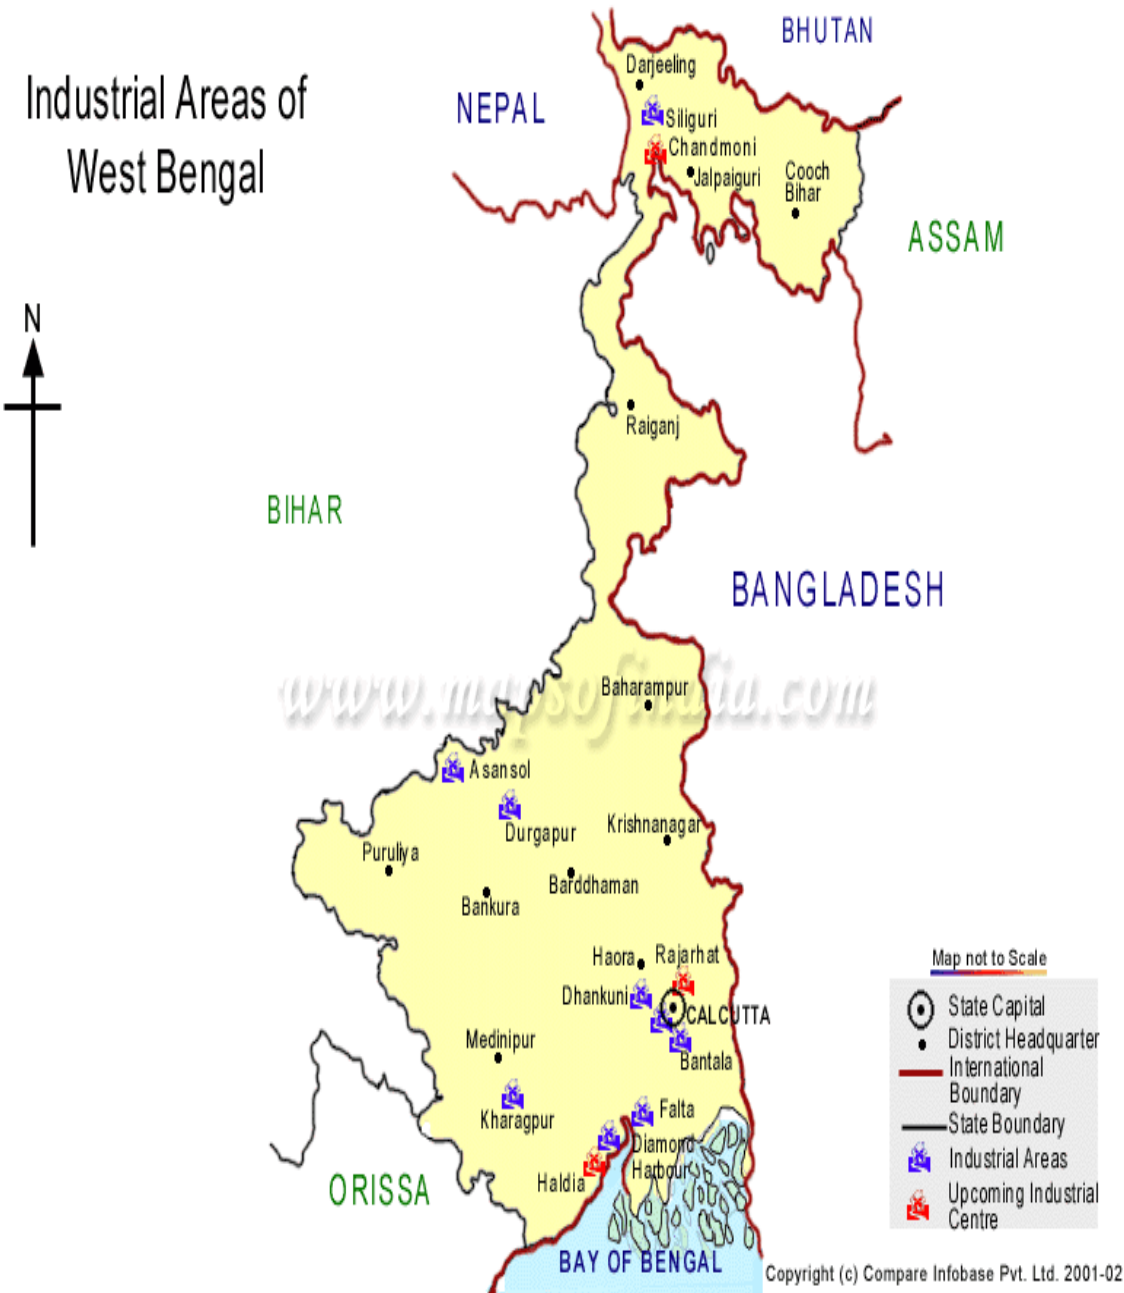 Industrial Areas of
West Bengal
BHUTAN
NEPAL
Darjeeling
Siliguri
Chandmoni
Jalpaiguri
Cooch
Bihar
ASSAM
N
Raiganj
BIHAR
BANGLADESH
www.mapsofindia.com
Baharampur
Asansol
Durgapur
Krishnanagar
Puruliya
Barddhaman
Bankura
Haora
Rajarhat
Dhankuni
CALCUTTA
Medinipur
Bantala
Kharagpur
Falta
Diamond
Harbour
Haldia
ORISSA
BAY OF BENGAL
Map not to Scale
State Capital
District Headquarter
International
Boundary
State Boundary
Industrial Areas
Upcoming Industrial
Centre
Copyright (c) Compare Infobase Pvt. Ltd. 2001-02